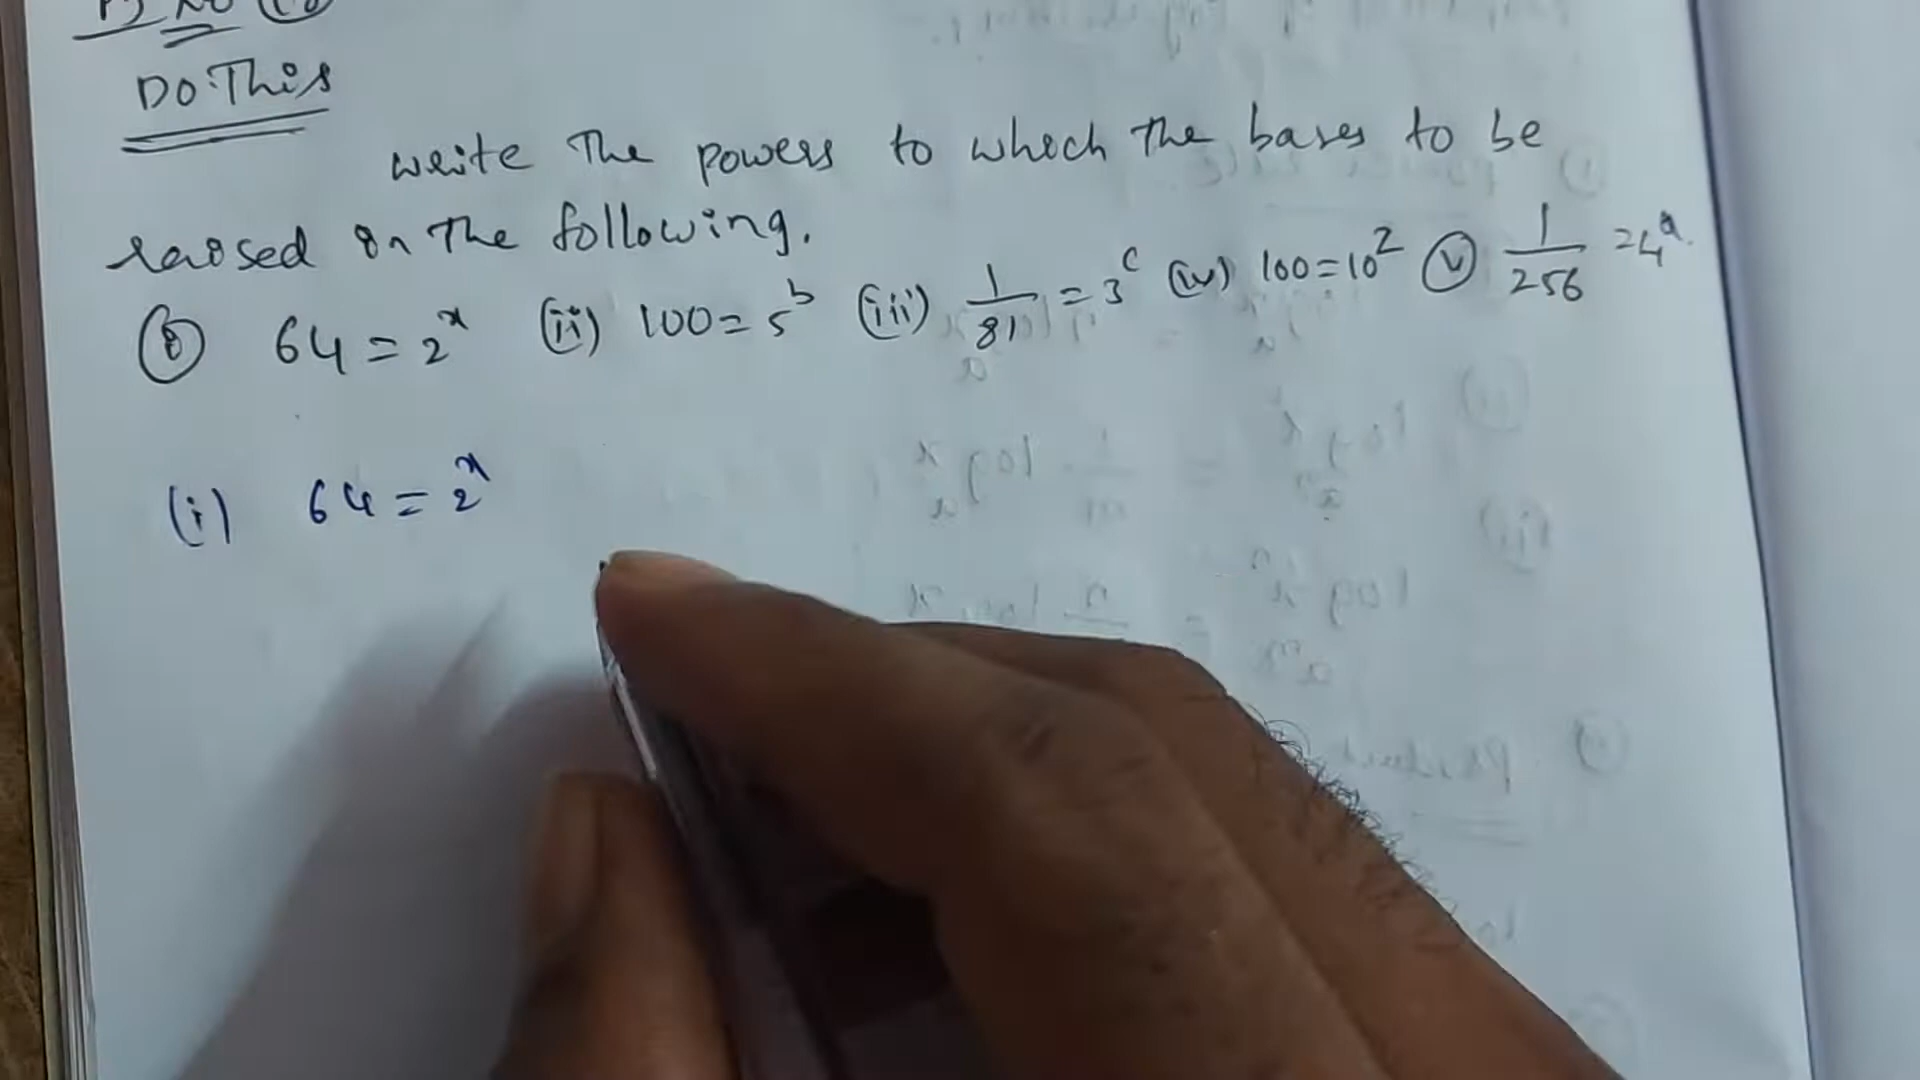 Do This
write The powers to which the bases to be
raised in the following.
(i) 64 = 2^x (ii) 100 = 5^b (iii) 1/81 = 3^c (iv) 100 = 10^2 (v) 1/256 = 4^a.
(i) 64 = 2^x